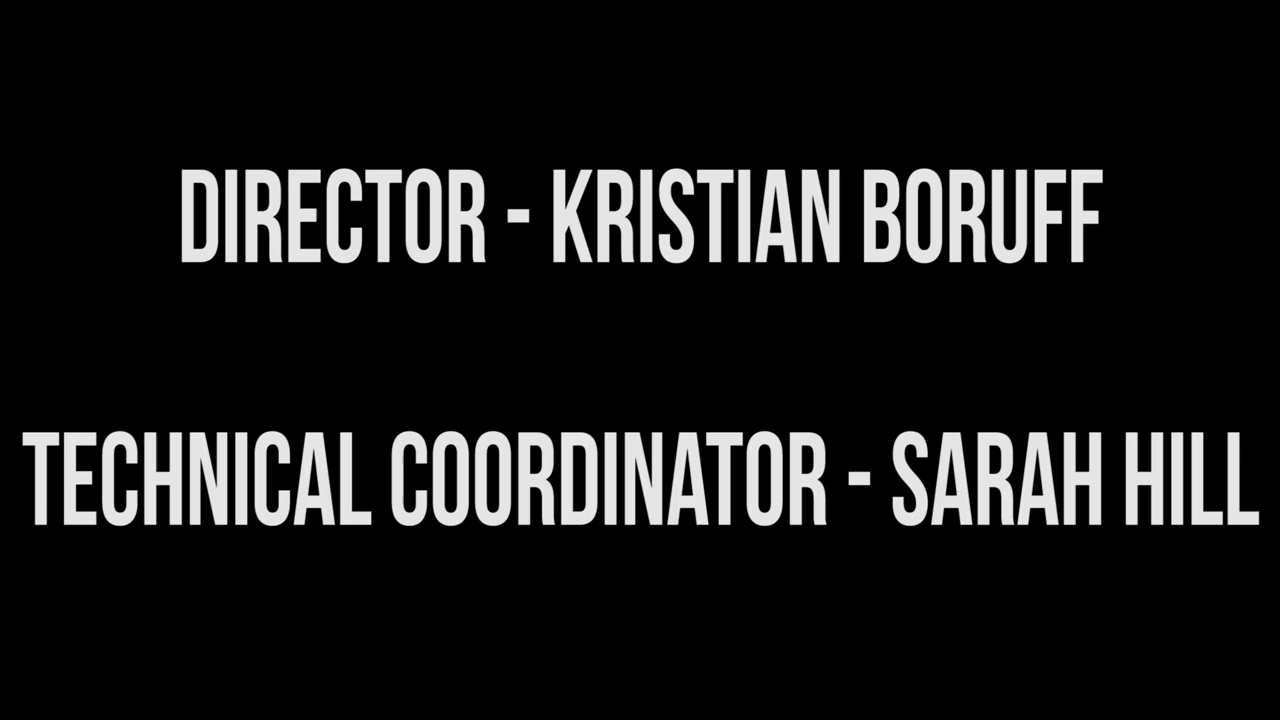 DIRECTOR - KRISTIAN BORUFF
TECHNICAL COORDINATOR - SARAH HILL